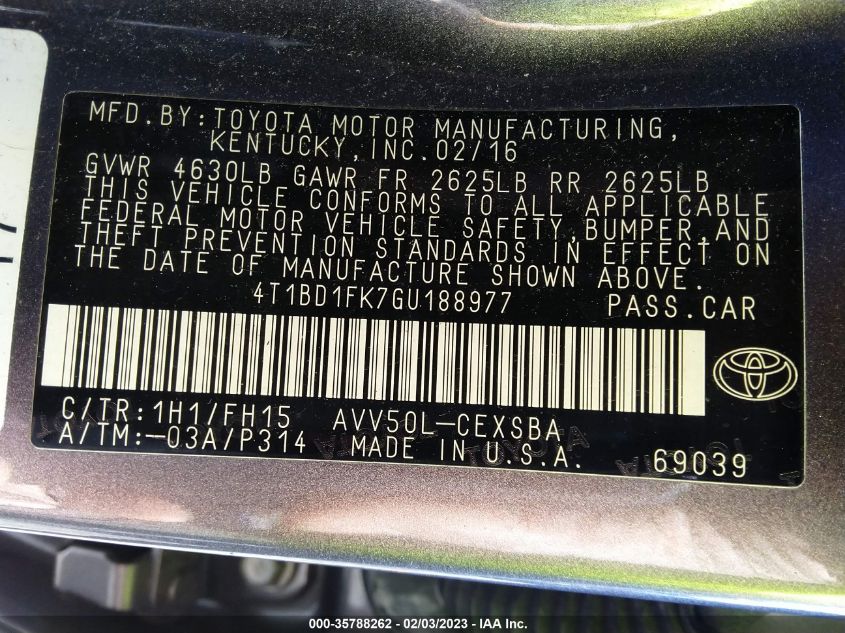 MFD.BY:TOYOTA MOTOR MANUFACTURING,
KENTUCKY,INC.02/16
GVWR 4630LB GAWR FR 2625LB RR 2625LB
THIS VEHICLE CONFORMS TO ALL APPLICABLE
FEDERAL MOTOR VEHICLE SAFETY,BUMPER,AND
THEFT PREVENTION STANDARDS IN EFFECT ON
THE DATE OF MANUFACTURE SHOWN ABOVE.
4T1BD1FK7GU188977 PASS.CAR
C/TR:1H1/FH15 AVV50L-CEXSBA
A/TM:-03A/P314 MADE IN U.S.A. 69039
TOYOTA
000-35788262 - 02/03/2023 - © IAA Inc.